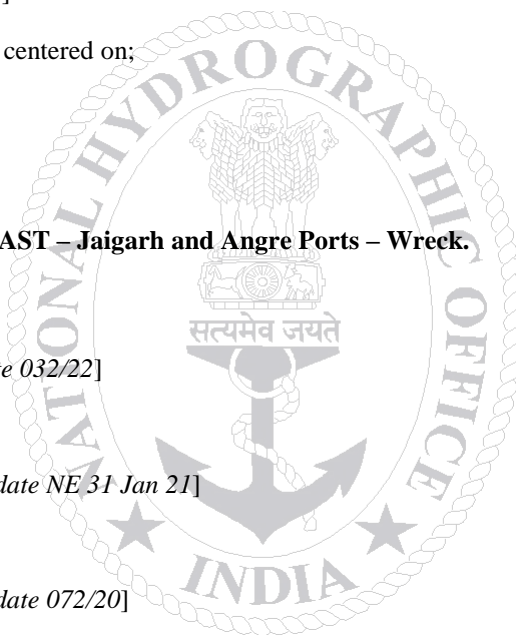 ]
centered on;
AST – Jaigarh and Angre Ports – Wreck.
सत्यमेव जयते
te 032/22]
date NE 31 Jan 21]
date 072/20]
NATIONAL HYDROGRAPHIC OFFICE
INDIA